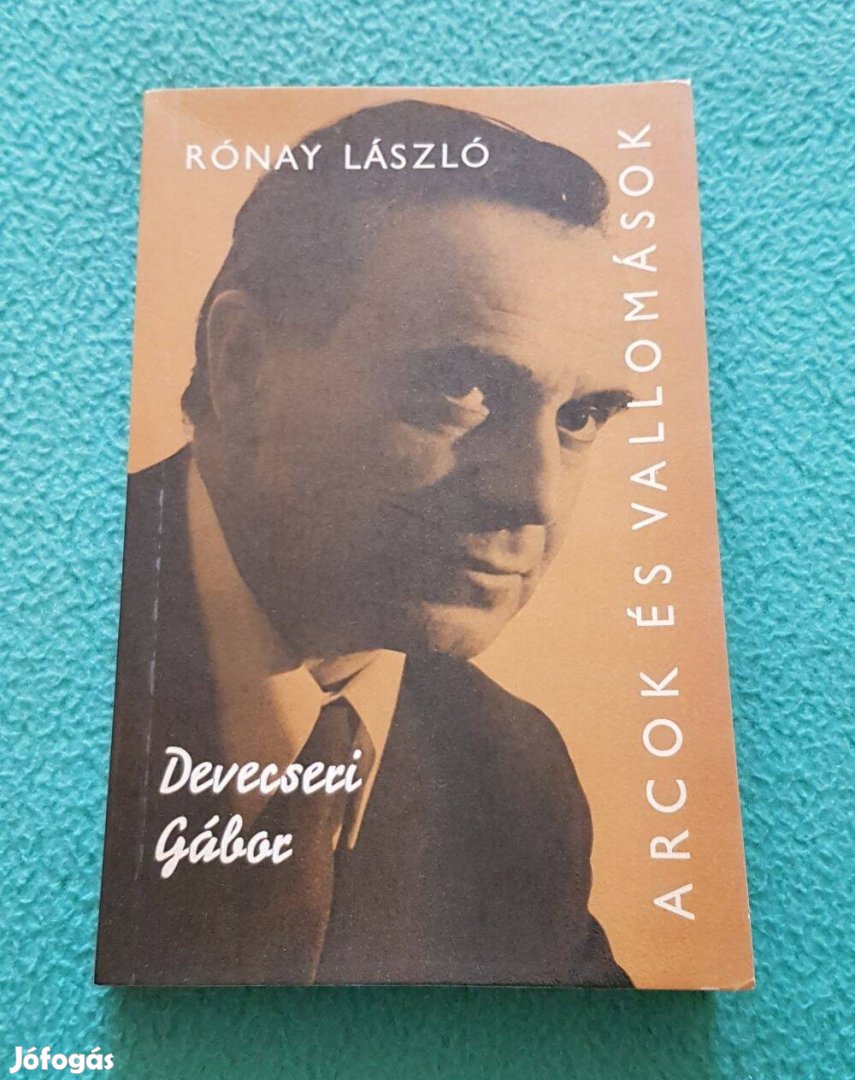 RÓNAY LÁSZLÓ
ARCOK ÉS VALLOMÁSOK
Devecseri
Gábor
Jófogás